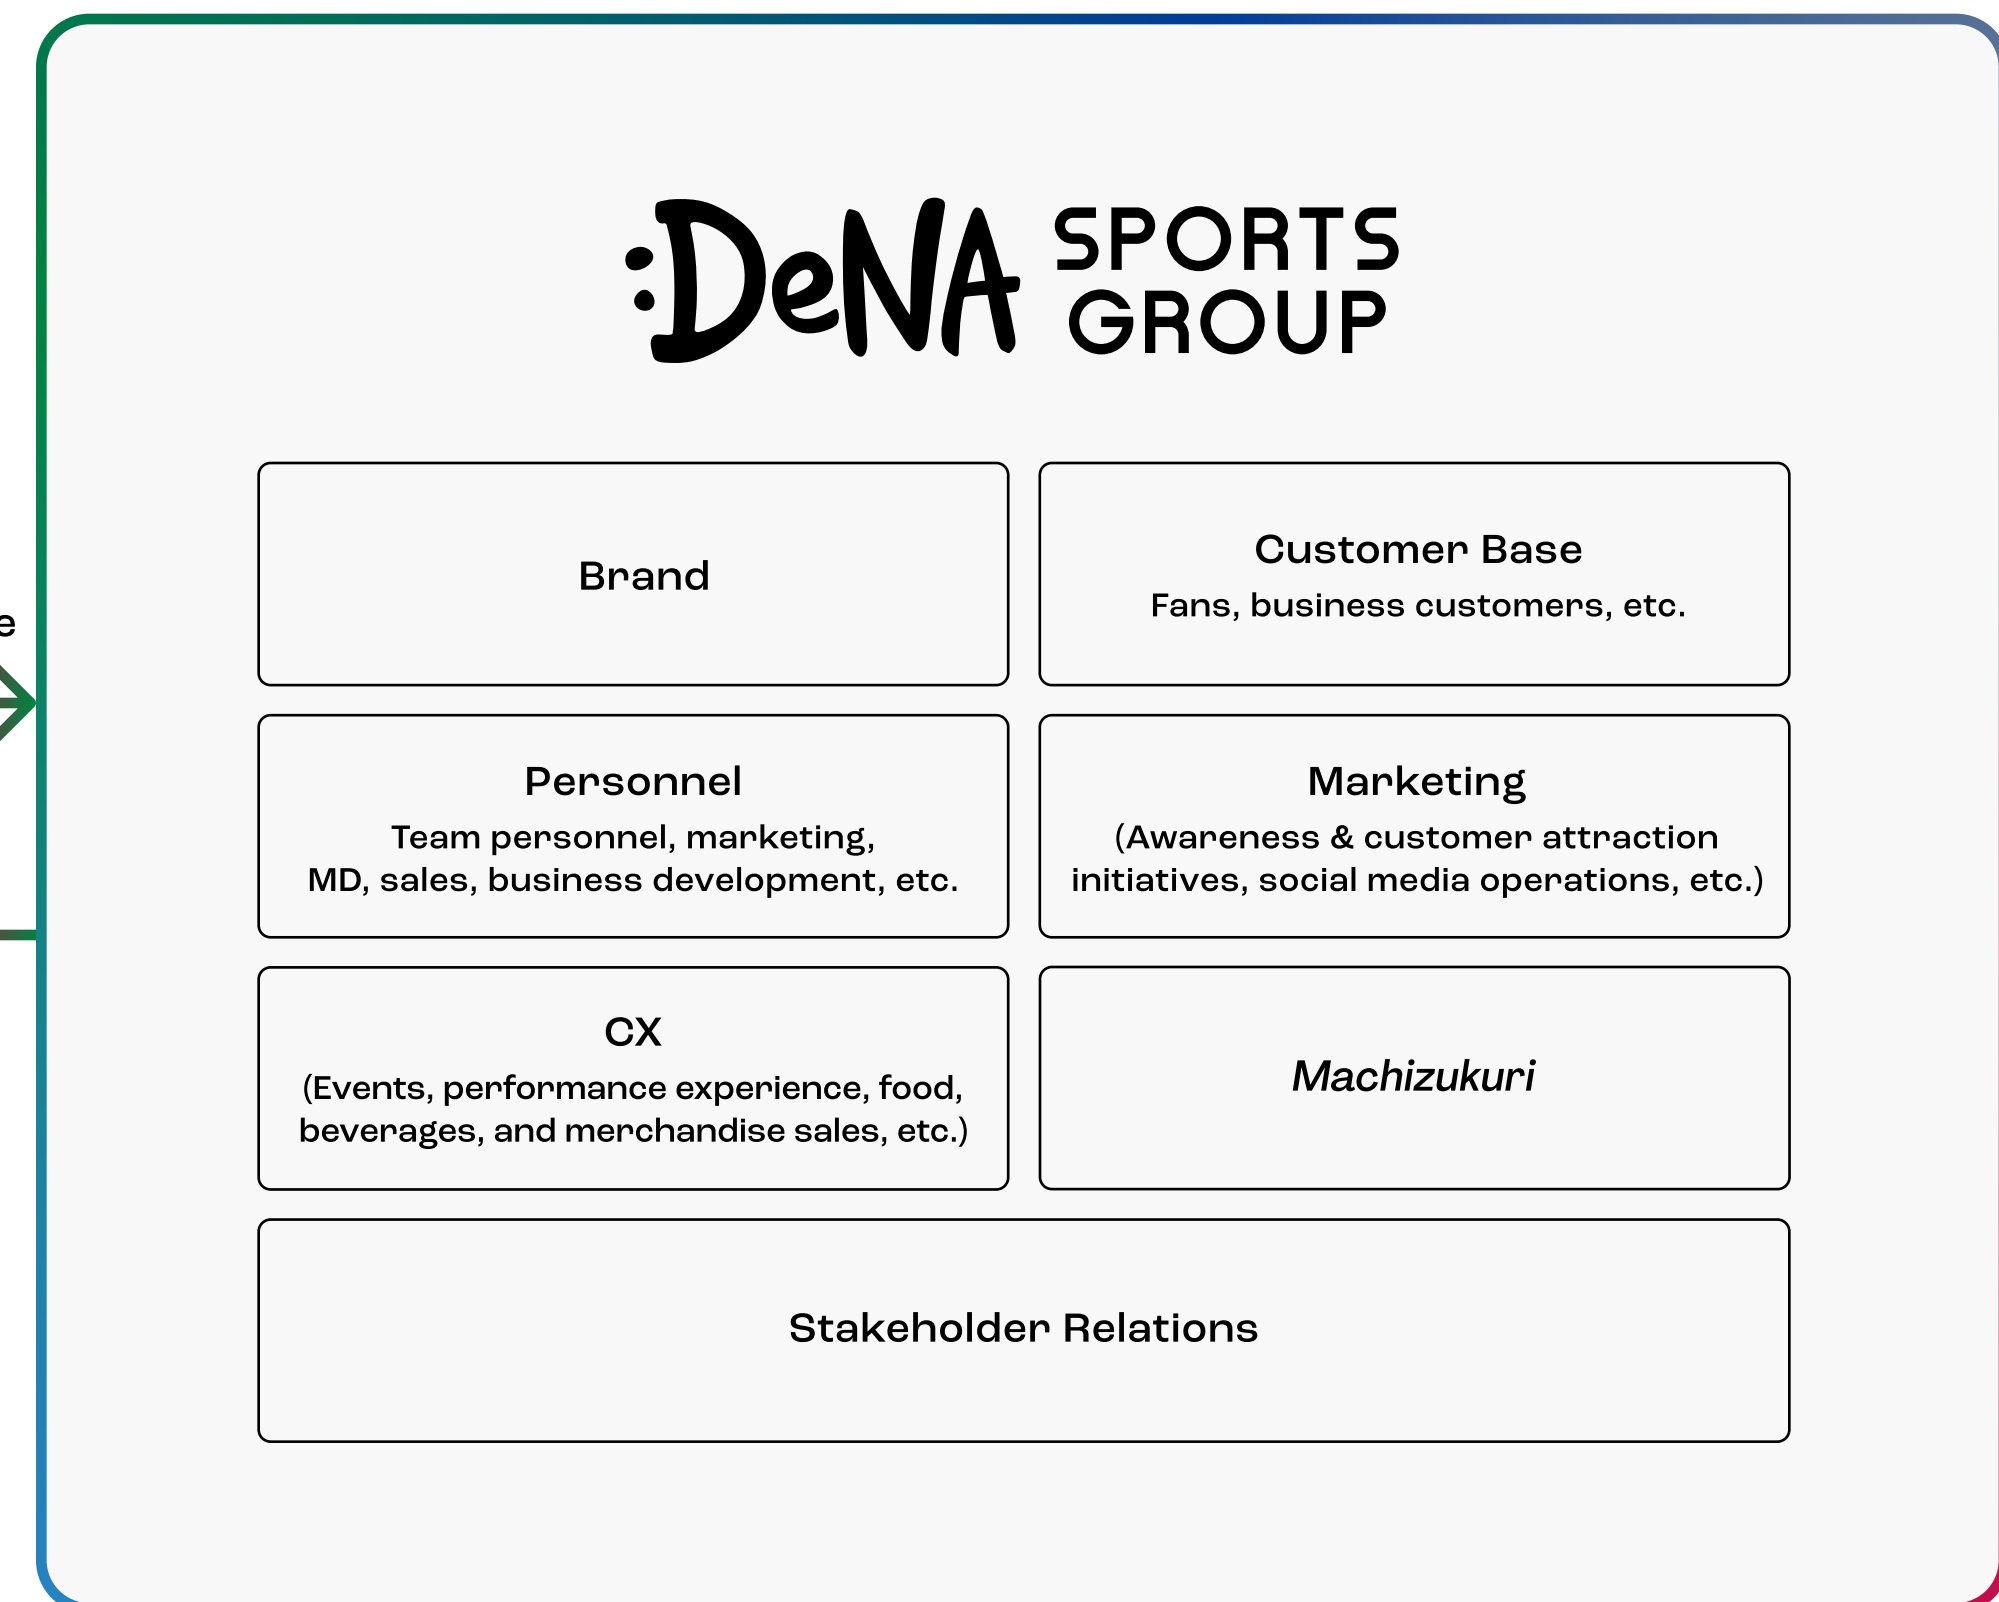 :DeNA SPORTS
GROUP
Brand
Customer Base
Fans, business customers, etc.
Personnel
Team personnel, marketing,
MD, sales, business development, etc.
Marketing
(Awareness & customer attraction
initiatives, social media operations, etc.)
CX
(Events, performance experience, food,
beverages, and merchandise sales, etc.)
Machizukuri
Stakeholder Relations